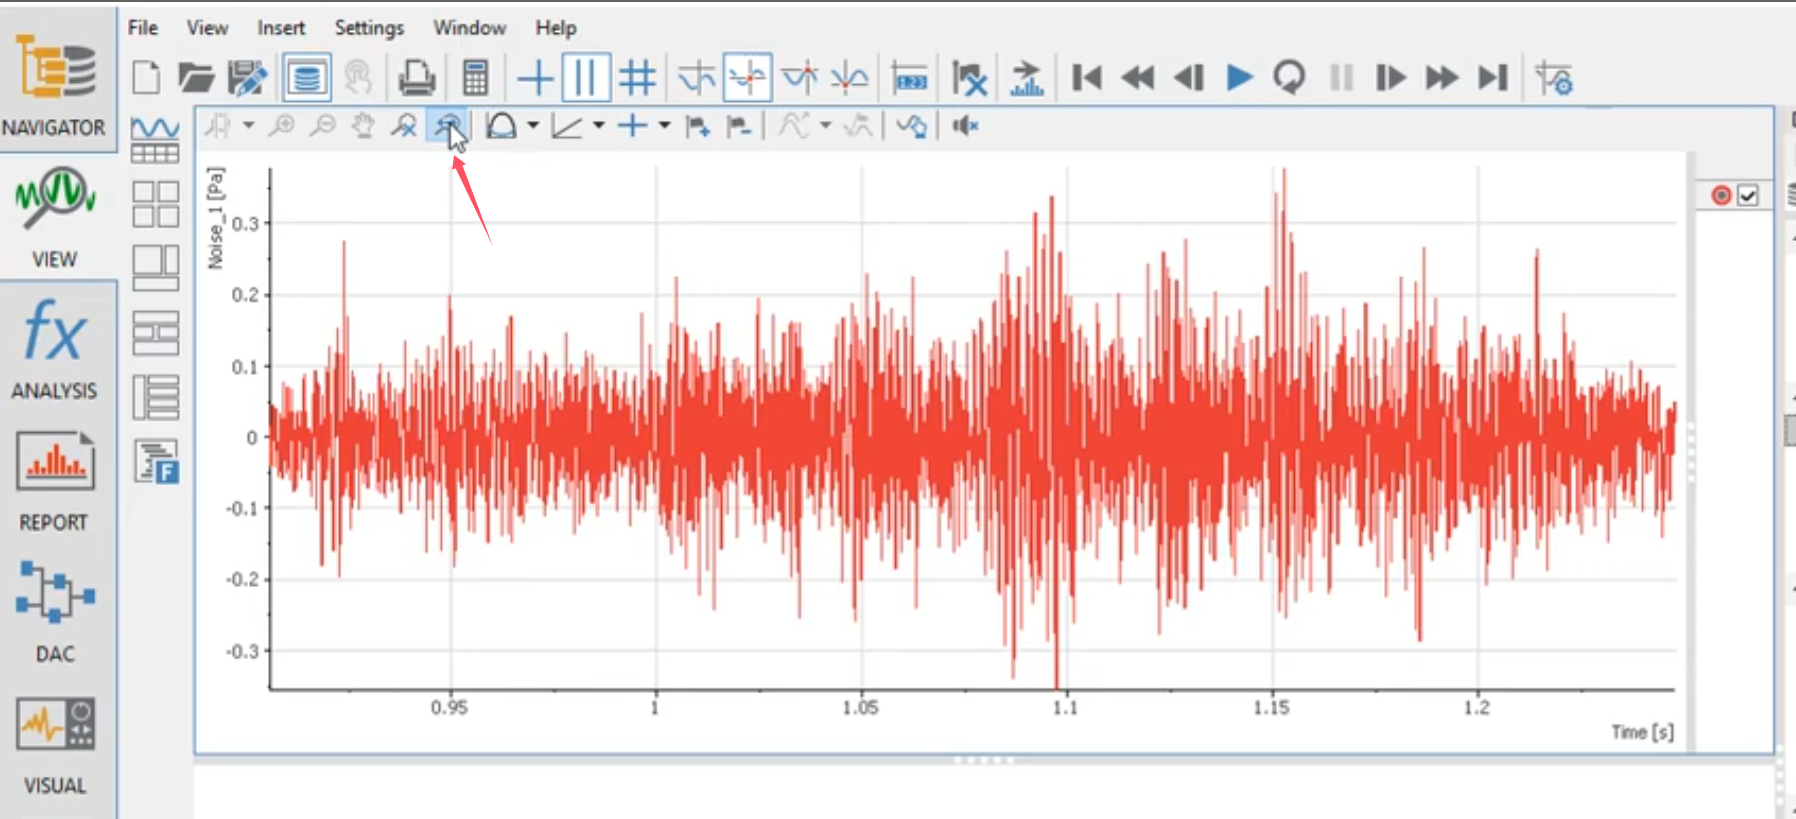 File View Insert Settings Window Help
NAVIGATOR
VIEW
fx
ANALYSIS
REPORT
DAC
VISUAL
1.23
F
Noise_1 [Pa]
0.3
0.2
0.1
0
-0.1
-0.2
-0.3
0.95 1 1.05 1.1 1.15 1.2
Time [s]